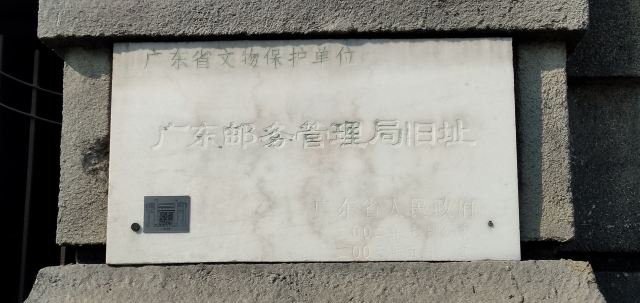 广东省文物保护单位
广东邮务管理局旧址
广东省人民政府